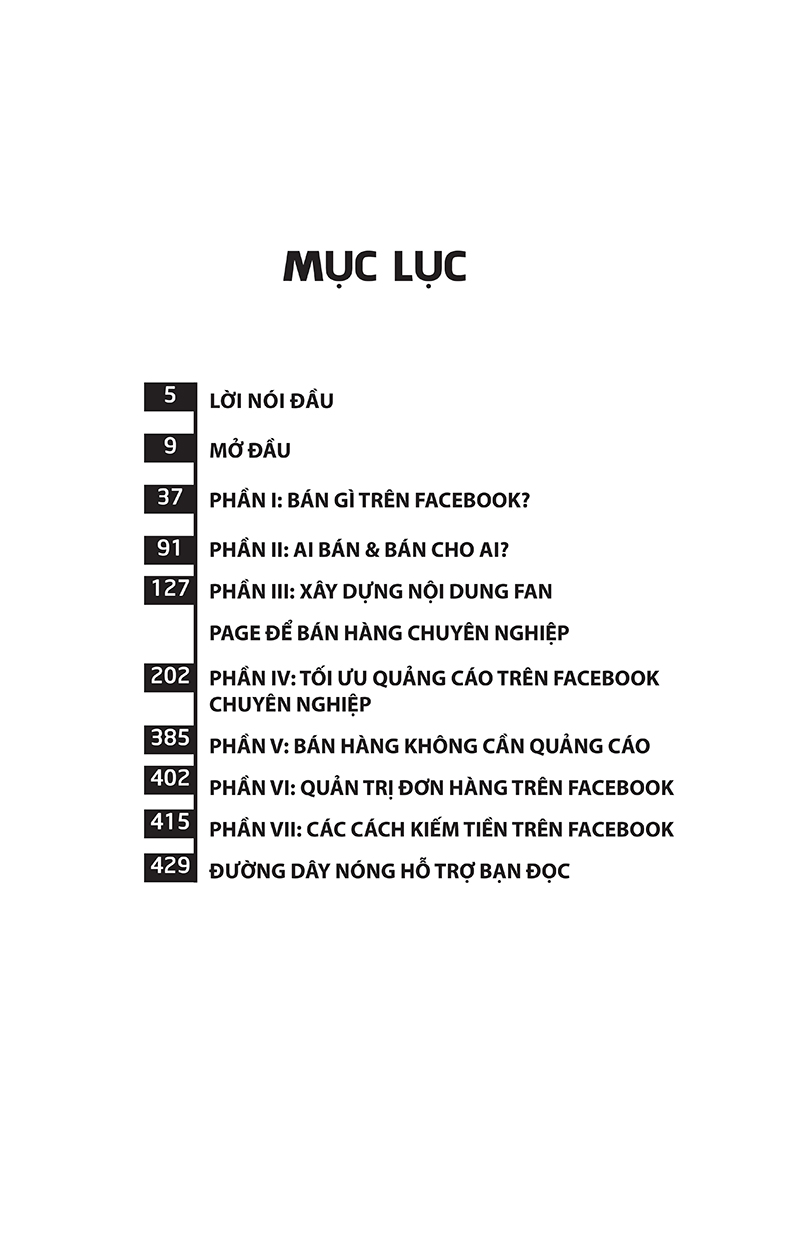 MỤC LỤC
5 LỜI NÓI ĐẦU
9 MỞ ĐẦU
37 PHẦN I: BÁN GÌ TRÊN FACEBOOK?
91 PHẦN II: AI BÁN & BÁN CHO AI?
127 PHẦN III: XÂY DỰNG NỘI DUNG FAN
PAGE ĐỂ BÁN HÀNG CHUYÊN NGHIỆP
202 PHẦN IV: TỐI ƯU QUẢNG CÁO TRÊN FACEBOOK
CHUYÊN NGHIỆP
385 PHẦN V: BÁN HÀNG KHÔNG CẦN QUẢNG CÁO
402 PHẦN VI: QUẢN TRỊ ĐƠN HÀNG TRÊN FACEBOOK
415 PHẦN VII: CÁC CÁCH KIẾM TIỀN TRÊN FACEBOOK
429 ĐƯỜNG DÂY NÓNG HỖ TRỢ BẠN ĐỌC